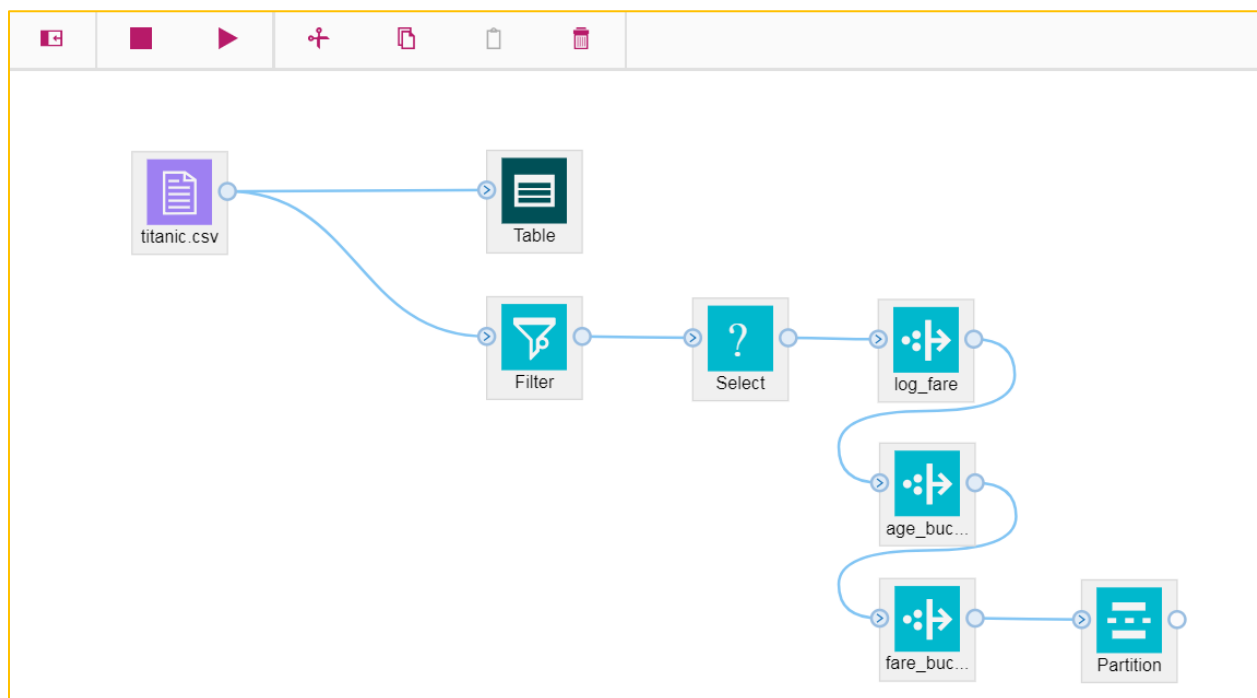 titanic.csv
Table
Filter
Select
?
log_fare
age_buc...
fare_buc...
Partition